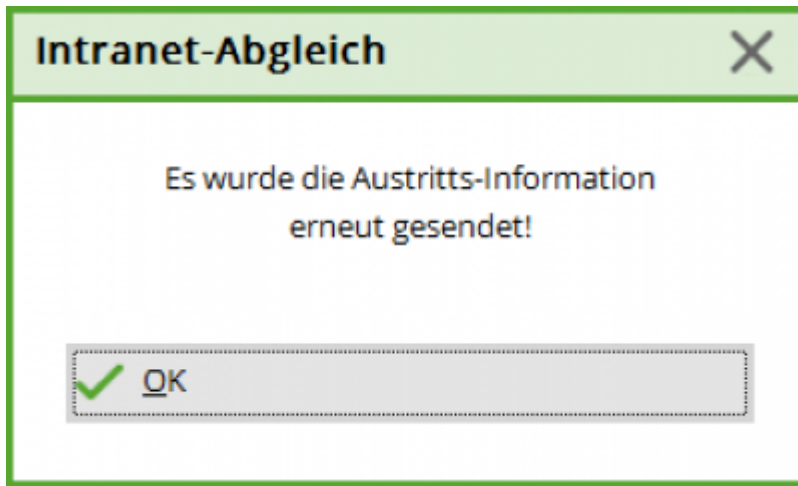 Intranet-Abgleich
Es wurde die Austritts-Information
erneut gesendet!
OK